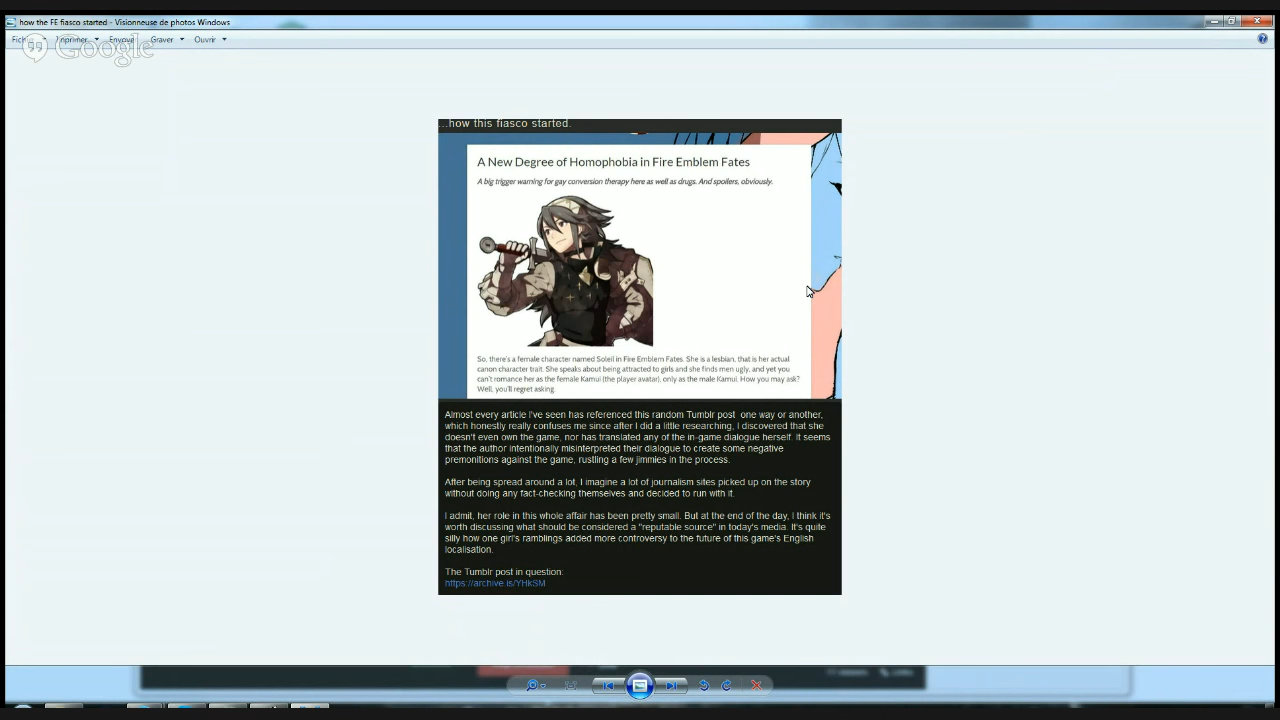 how the FE fiasco started - Visionneuse de photos Windows
Imprimer Graver Ouvrir
Google
...how this fiasco started.
A New Degree of Homophobia in Fire Emblem Fates
A big trigger warning for gay conversion therapy here as well as drugs. And spoilers, obviously.
So, there's a female character named Soleil in Fire Emblem Fates. She is a lesbian, that is her actual
canon character trait. She speaks about being attracted to girls and she finds men ugly, and yet you
can't romance her as the female Kamui (the player avatar), only as the male Kamui. How you may ask?
Well, you'll regret asking.
Almost every article I've seen has referenced this random Tumblr post one way or another,
which honestly really confuses me since after I did a little researching, I discovered that she
doesn't even own the game, nor has translated any of the in-game dialogue herself. It seems
that the author intentionally misinterpreted their dialogue to create some negative
premonitions against the game, rustling a few jimmies in the process.
After being spread around a lot, I imagine a lot of journalism sites picked up on the story
without doing any fact-checking themselves and decided to run with it.
I admit, her role in this whole affair has been pretty small. But at the end of the day, I think it's
worth discussing what should be considered a "reputable source" in today's media. It's quite
silly how one girl's ramblings added more controversy to the future of this game's English
localisation.
The Tumblr post in question:
https://archive.is/YHkSM